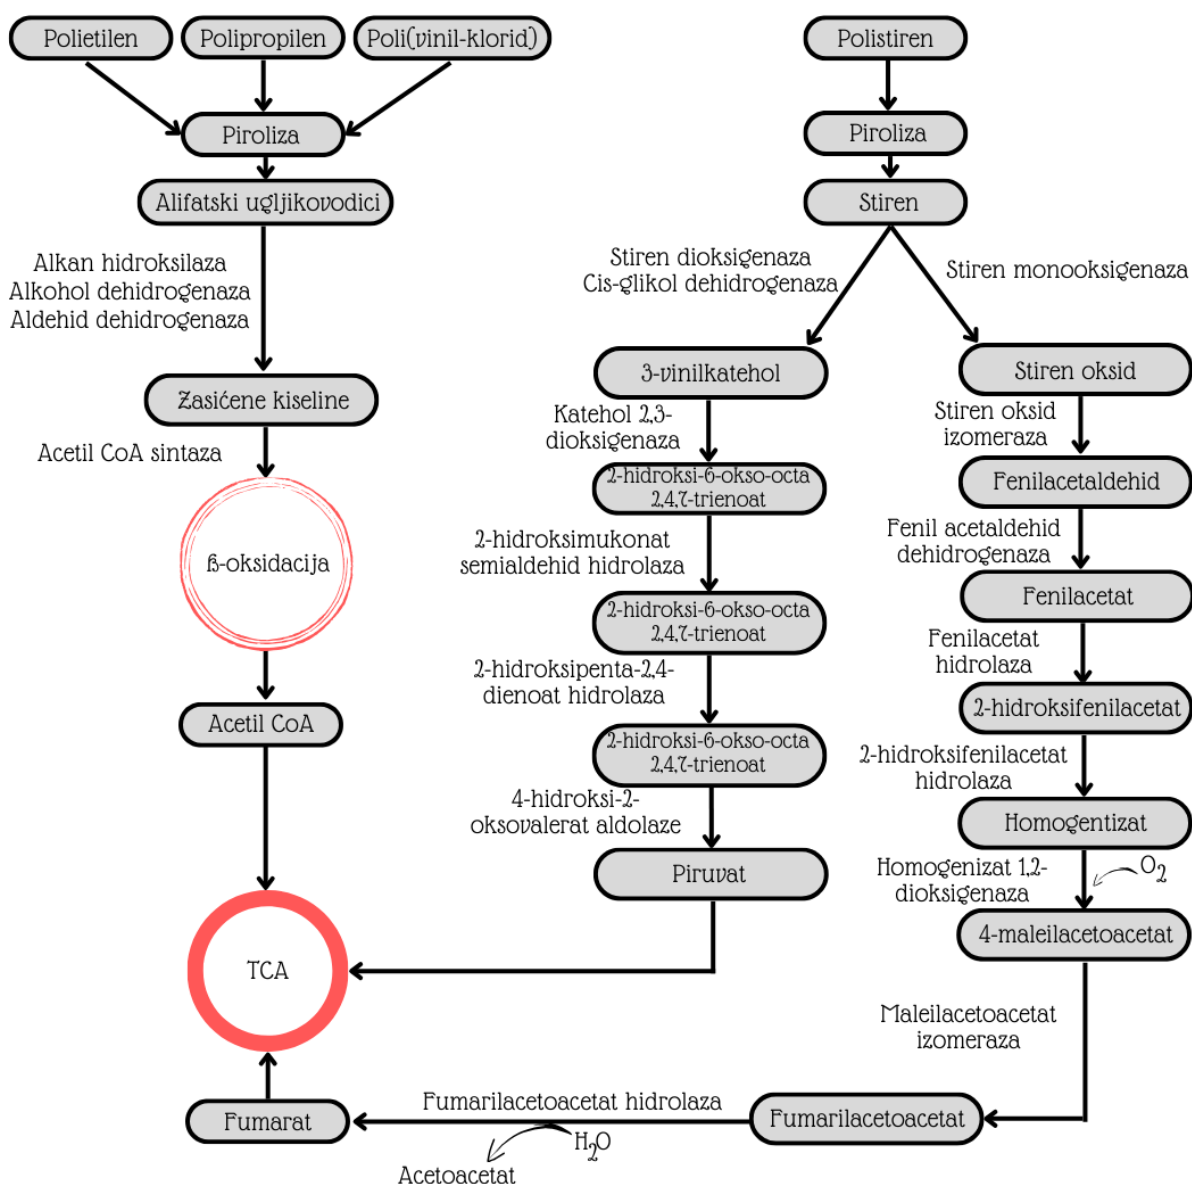 Polietilen
Polipropilen
Poli(vinil-klorid)
Piroliza
Alifatski ugljikovodici
Alkan hidroksilaza
Alkohol dehidrogenaza
Aldehid dehidrogenaza
Zasićene kiseline
Acetil CoA sintaza
ß-oksidacija
Acetil CoA
TCA
Polistiren
Piroliza
Stiren
Stiren dioksigenaza
Cis-glikol dehidrogenaza
Stiren monooksigenaza
3-vinilkatehol
Katehol 2,3-
dioksigenaza
2-hidroksi-6-okso-octa
2,4,7-trienoat
2-hidroksimukonat
semialdehid hidrolaza
2-hidroksi-6-okso-octa
2,4,7-trienoat
2-hidroksipenta-2,4-
dienoat hidrolaza
2-hidroksi-6-okso-octa
2,4,7-trienoat
4-hidroksi-2-
oksovalerat aldolaze
Piruvat
Stiren oksid
Stiren oksid
izomeraza
Fenilacetaldehid
Fenil acetaldehid
dehidrogenaza
Fenilacetat
Fenilacetat
hidrolaza
2-hidroksifenilacetat
2-hidroksifenilacetat
hidrolaza
Homogentizat
Homogenizat 1,2-
dioksigenaza
O2
4-maleilacetoacetat
Maleilacetoacetat
izomeraza
Fumarilacetoacetat
Fumarilacetoacetat hidrolaza
H2O
Acetoacetat
Fumarat